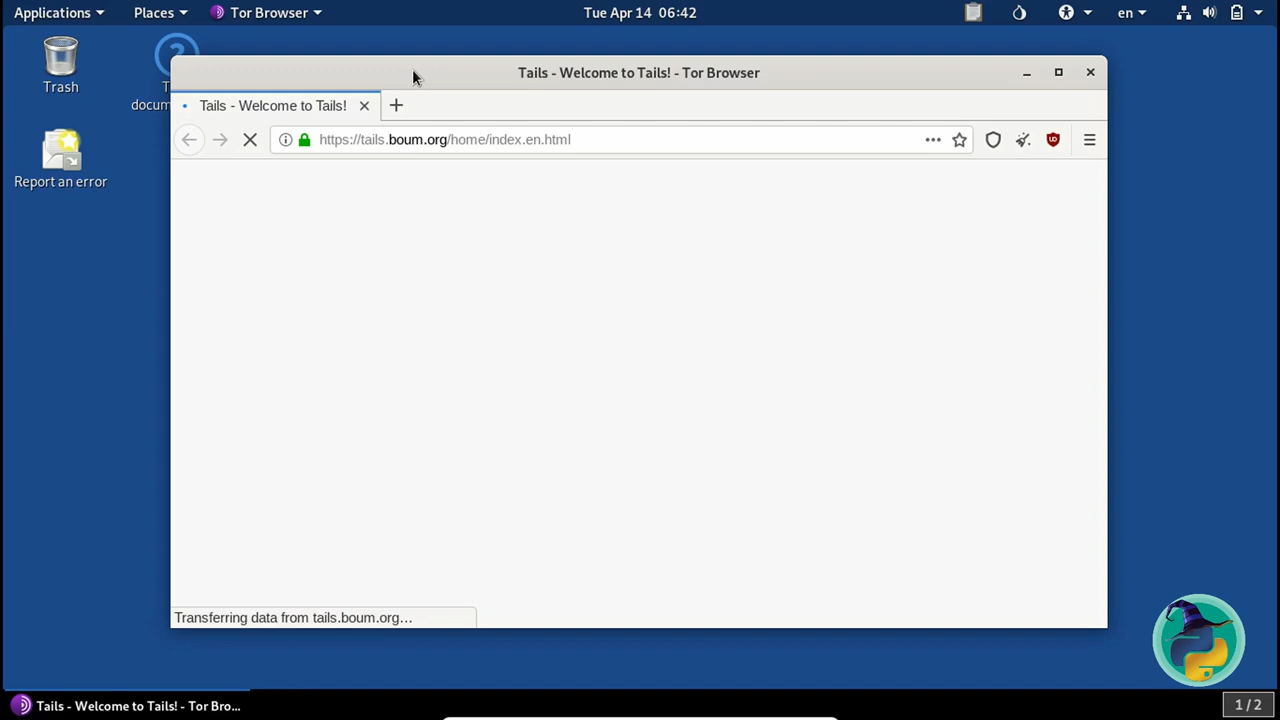 Applications Places Tor Browser Tue Apr 14 06:42 en
Trash
docum
Report an error
Tails - Welcome to Tails! - Tor Browser
Tails - Welcome to Tails!
https://tails.boum.org/home/index.en.html
Transferring data from tails.boum.org…
Tails - Welcome to Tails! - Tor Bro...
1 / 2